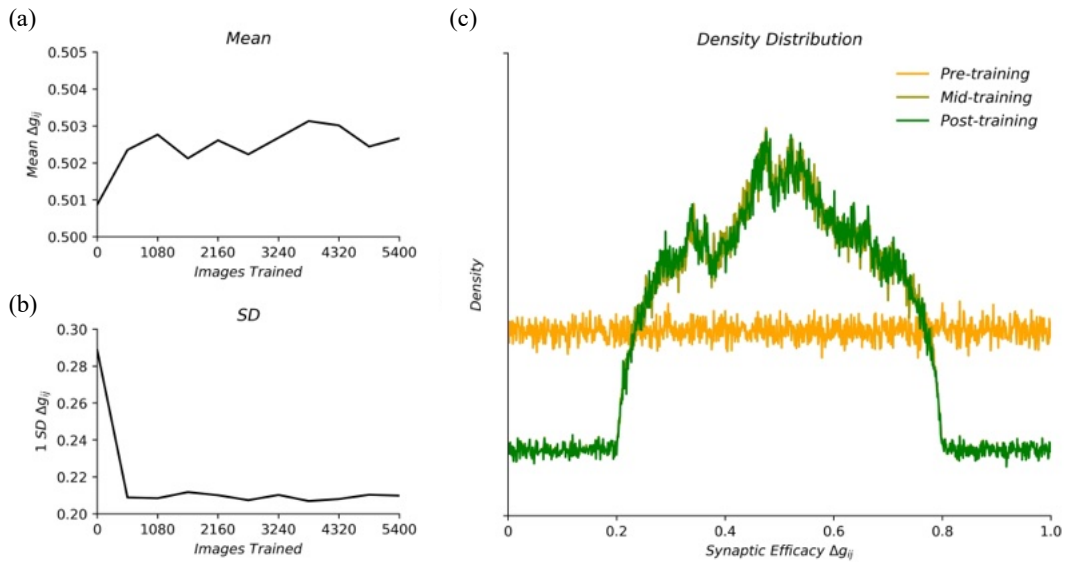 (a)
Mean
0.505
0.504
0.503
0.502
0.501
0.500
Mean Δgij
0 1080 2160 3240 4320 5400
Images Trained
(b)
SD
0.30
0.28
0.26
0.24
0.22
0.20
1 SD Δgij
0 1080 2160 3240 4320 5400
Images Trained
(c)
Density Distribution
Pre-training
Mid-training
Post-training
Density
0 0.2 0.4 0.6 0.8 1.0
Synaptic Efficacy Δgij